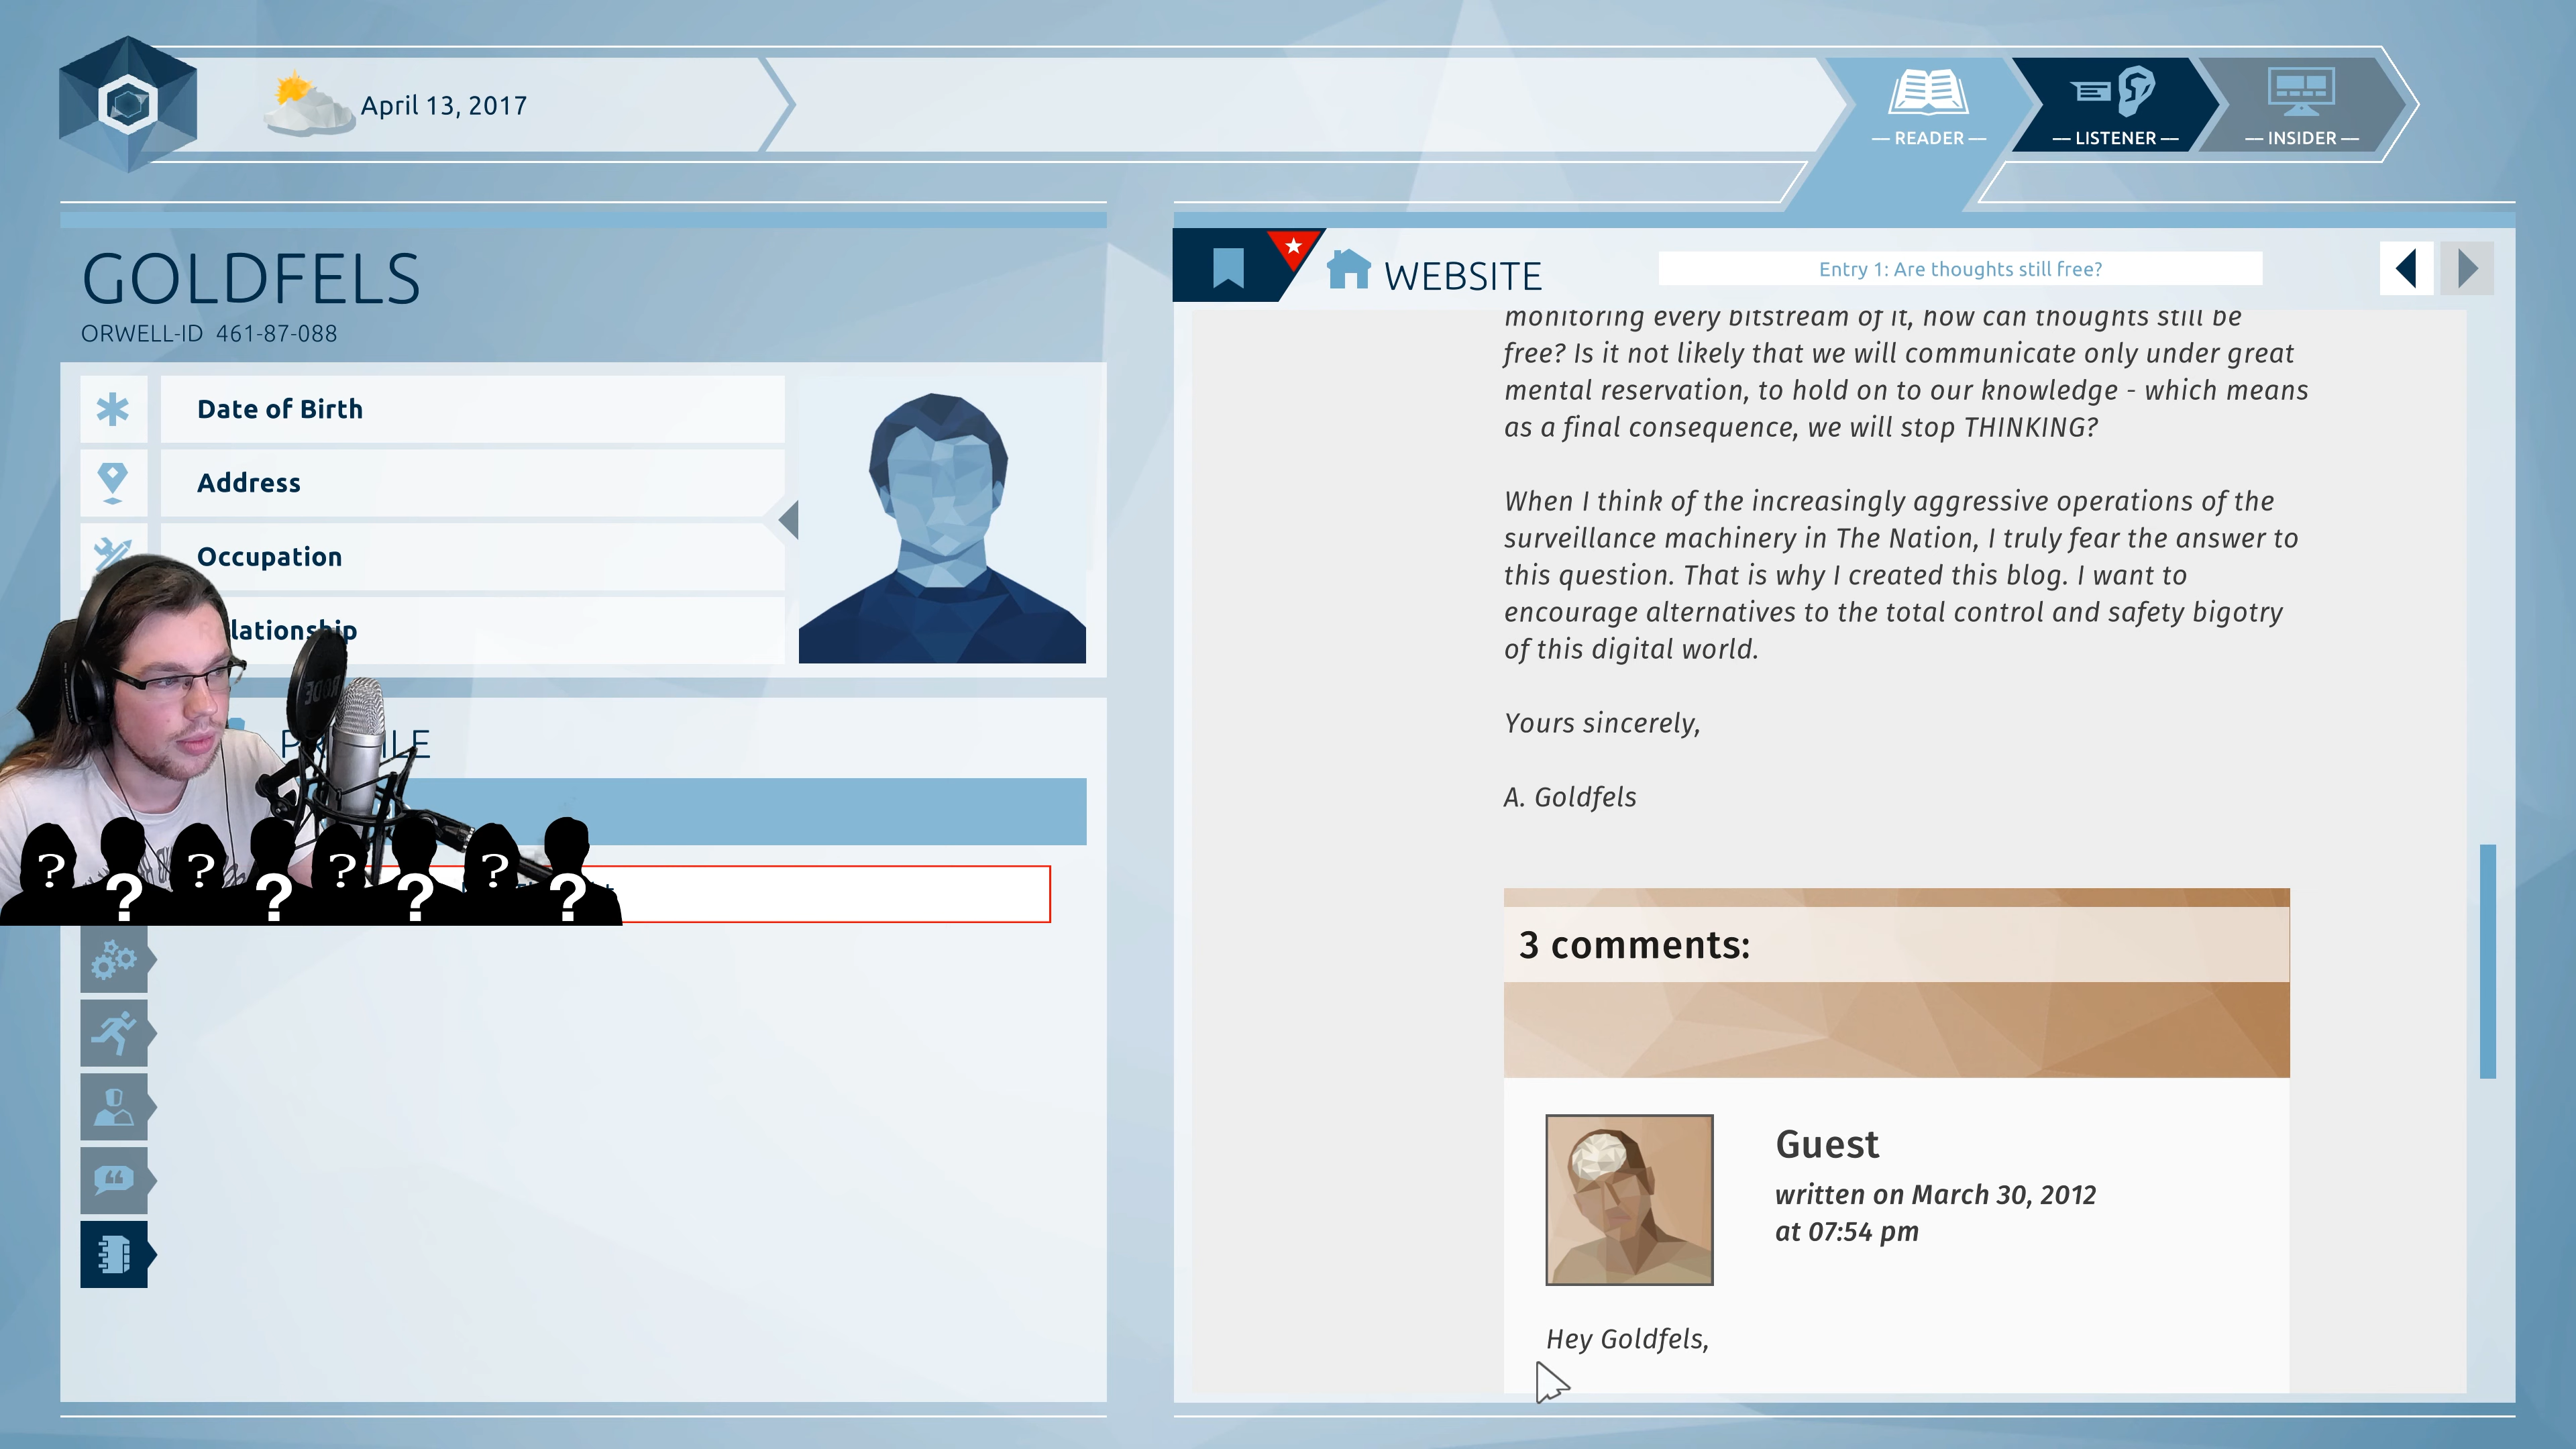 April 13, 2017
READER
LISTENER
INSIDER
GOLDFELS
ORWELL-ID 461-87-088
Date of Birth
Address
Occupation
WEBSITE
Entry 1: Are thoughts still free?
monitoring every bitstream of it, how can thoughts still be
free? Is it not likely that we will communicate only under great
mental reservation, to hold on to our knowledge - which means
as a final consequence, we will stop THINKING?
When I think of the increasingly aggressive operations of the
surveillance machinery in The Nation, I truly fear the answer to
this question. That is why I created this blog. I want to
encourage alternatives to the total control and safety bigotry
of this digital world.
Yours sincerely,
A. Goldfels
3 comments:
Guest
written on March 30, 2012
at 07:54 pm
Hey Goldfels,
RODE
? ? ? ? ? ? ? ?